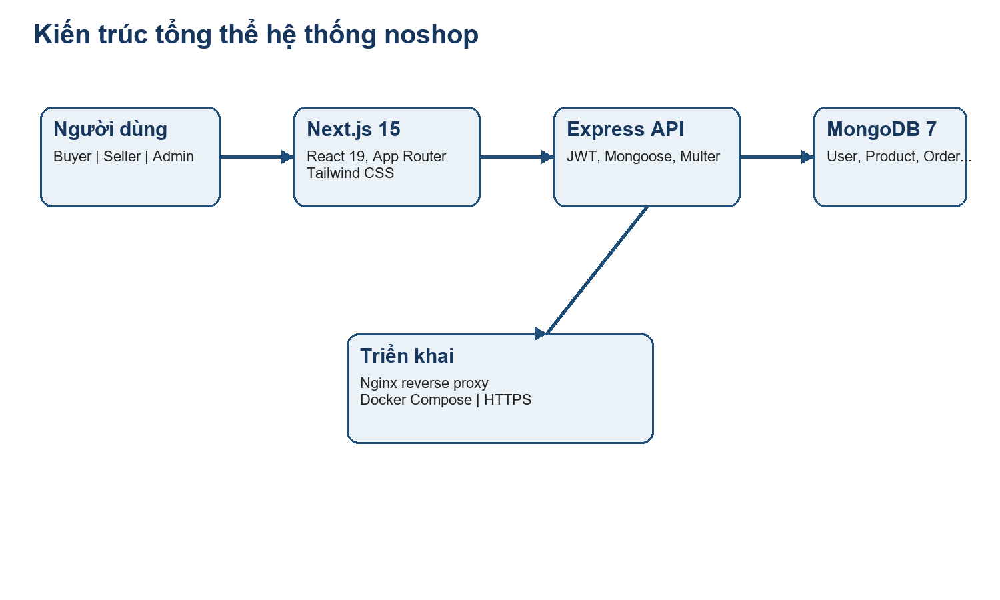 Kiến trúc tổng thể hệ thống noshop
Người dùng
Buyer | Seller | Admin
Next.js 15
React 19, App Router
Tailwind CSS
Express API
JWT, Mongoose, Multer
MongoDB 7
User, Product, Order...
Triển khai
Nginx reverse proxy
Docker Compose | HTTPS